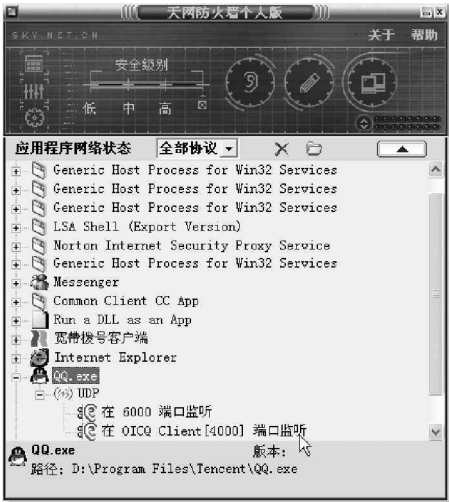 天网防火墙个人版
SKY NET.CN 关于 帮助
安全级别
低 中 高
应用程序网络状态 全部协议
Generic Host Process for Win32 Services
Generic Host Process for Win32 Services
Generic Host Process for Win32 Services
LSA Shell (Export Version)
Norton Internet Security Proxy Service
Generic Host Process for Win32 Services
Messenger
Common Client CC App
Run a DLL as an App
宽带拨号客户端
Internet Explorer
QQ.exe
UDP
在 6000 端口监听
在 OICQ Client[4000] 端口监听
QQ.exe 版本:
路径: D:\Program Files\Tencent\QQ.exe